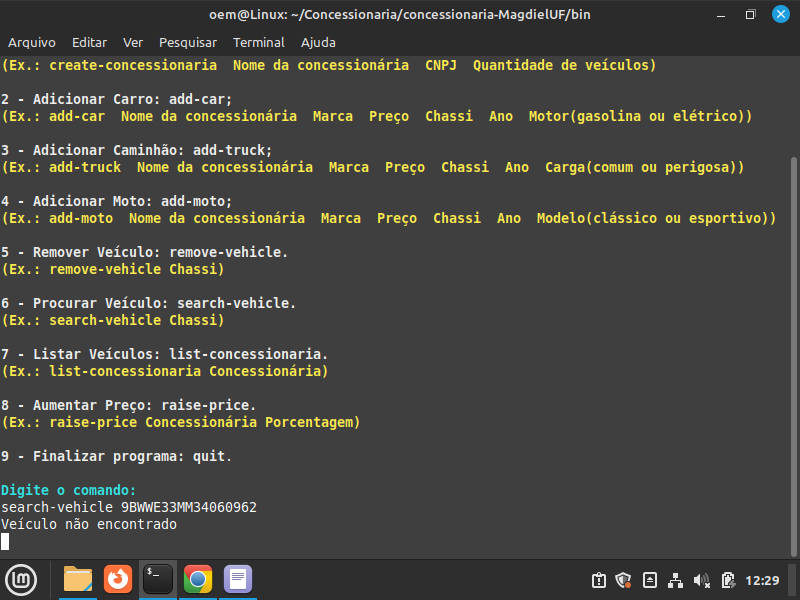 oem@Linux: ~/Concessionaria/concessionaria-MagdielUF/bin
Arquivo Editar Ver Pesquisar Terminal Ajuda
(Ex.: create-concessionaria  Nome da concessionária  CNPJ  Quantidade de veículos)
2 - Adicionar Carro: add-car;
(Ex.: add-car  Nome da concessionária  Marca  Preço  Chassi  Ano  Motor(gasolina ou elétrico))
3 - Adicionar Caminhão: add-truck;
(Ex.: add-truck  Nome da concessionária  Marca  Preço  Chassi  Ano  Carga(comum ou perigosa))
4 - Adicionar Moto: add-moto;
(Ex.: add-moto  Nome da concessionária  Marca  Preço  Chassi  Ano  Modelo(clássico ou esportivo))
5 - Remover Veículo: remove-vehicle.
(Ex.: remove-vehicle Chassi)
6 - Procurar Veículo: search-vehicle.
(Ex.: search-vehicle Chassi)
7 - Listar Veículos: list-concessionaria.
(Ex.: list-concessionaria Concessionária)
8 - Aumentar Preço: raise-price.
(Ex.: raise-price Concessionária Porcentagem)
9 - Finalizar programa: quit.
Digite o comando:
search-vehicle 9BWWE33MM34060962
Veículo não encontrado
$_
12:29